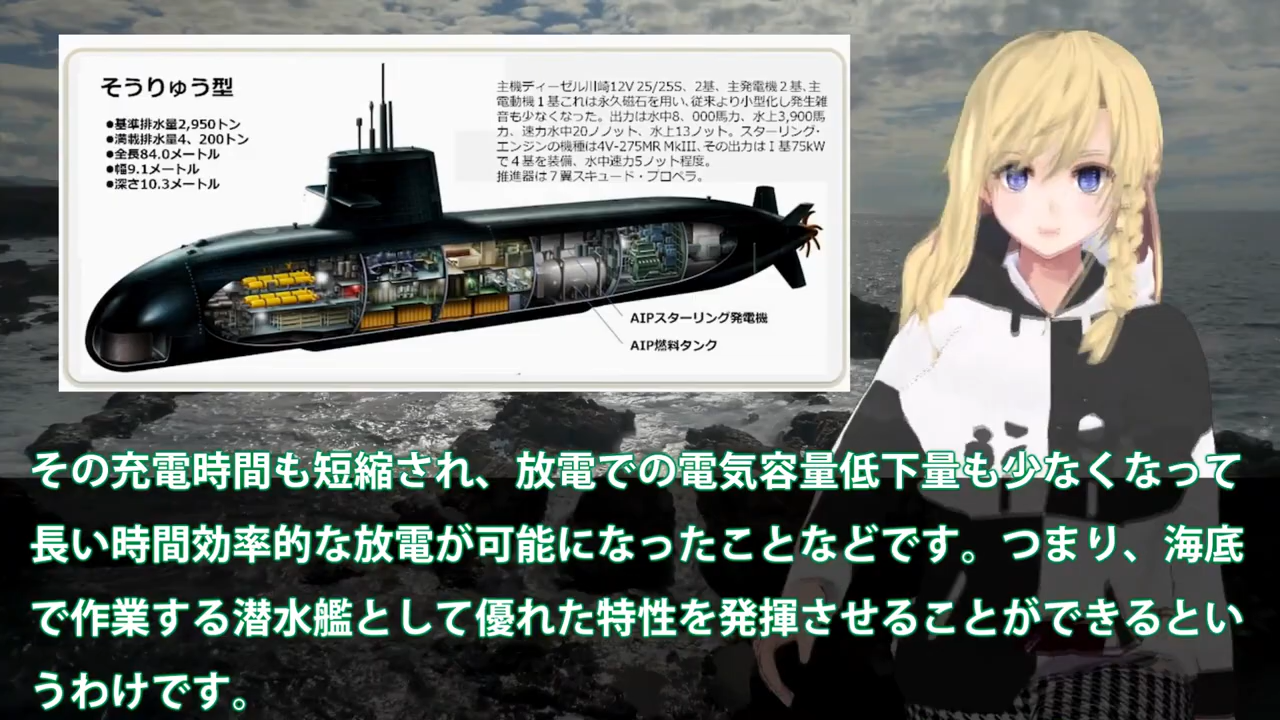 そうりゅう型
●基準排水量2,950トン
●満載排水量4、200トン
●全長84.0メートル
●幅9.1メートル
●深さ10.3メートル
主機ディーゼル川崎12V 25/25S、2基、主発電機2基、主
電動機1基これは永久磁石を用い、従来より小型化し発生雑
音も少なくなった。出力は水中8、000馬力、水上3,900馬
力、速力水中20ノノット、水上13ノット。スターリング・
エンジンの機種は4V-275MR MkIII、その出力はI基75kW
で4基を装備、水中速力5ノット程度。
推進器は7翼スキュード・プロペラ。
AIPスターリング発電機
AIP燃料タンク
その充電時間も短縮され、放電での電気容量低下量も少なくなって
長い時間効率的な放電が可能になったことなどです。つまり、海底
で作業する潜水艦として優れた特性を発揮させることができるとい
うわけです。